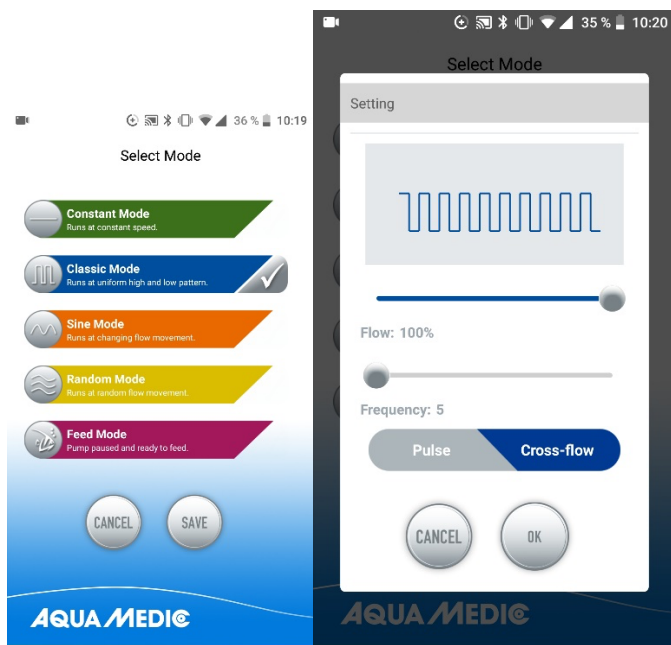 36 % 10:19
Select Mode
Constant Mode
Runs at constant speed.
Classic Mode
Runs at uniform high and low pattern.
Sine Mode
Runs at changing flow movement.
Random Mode
Runs at random flow movement.
Feed Mode
Pump paused and ready to feed.
CANCEL SAVE
AQUA MEDIC
35 % 10:20
Select Mode
Setting
Flow: 100%
Frequency: 5
Pulse Cross-flow
CANCEL OK
AQUA MEDIC